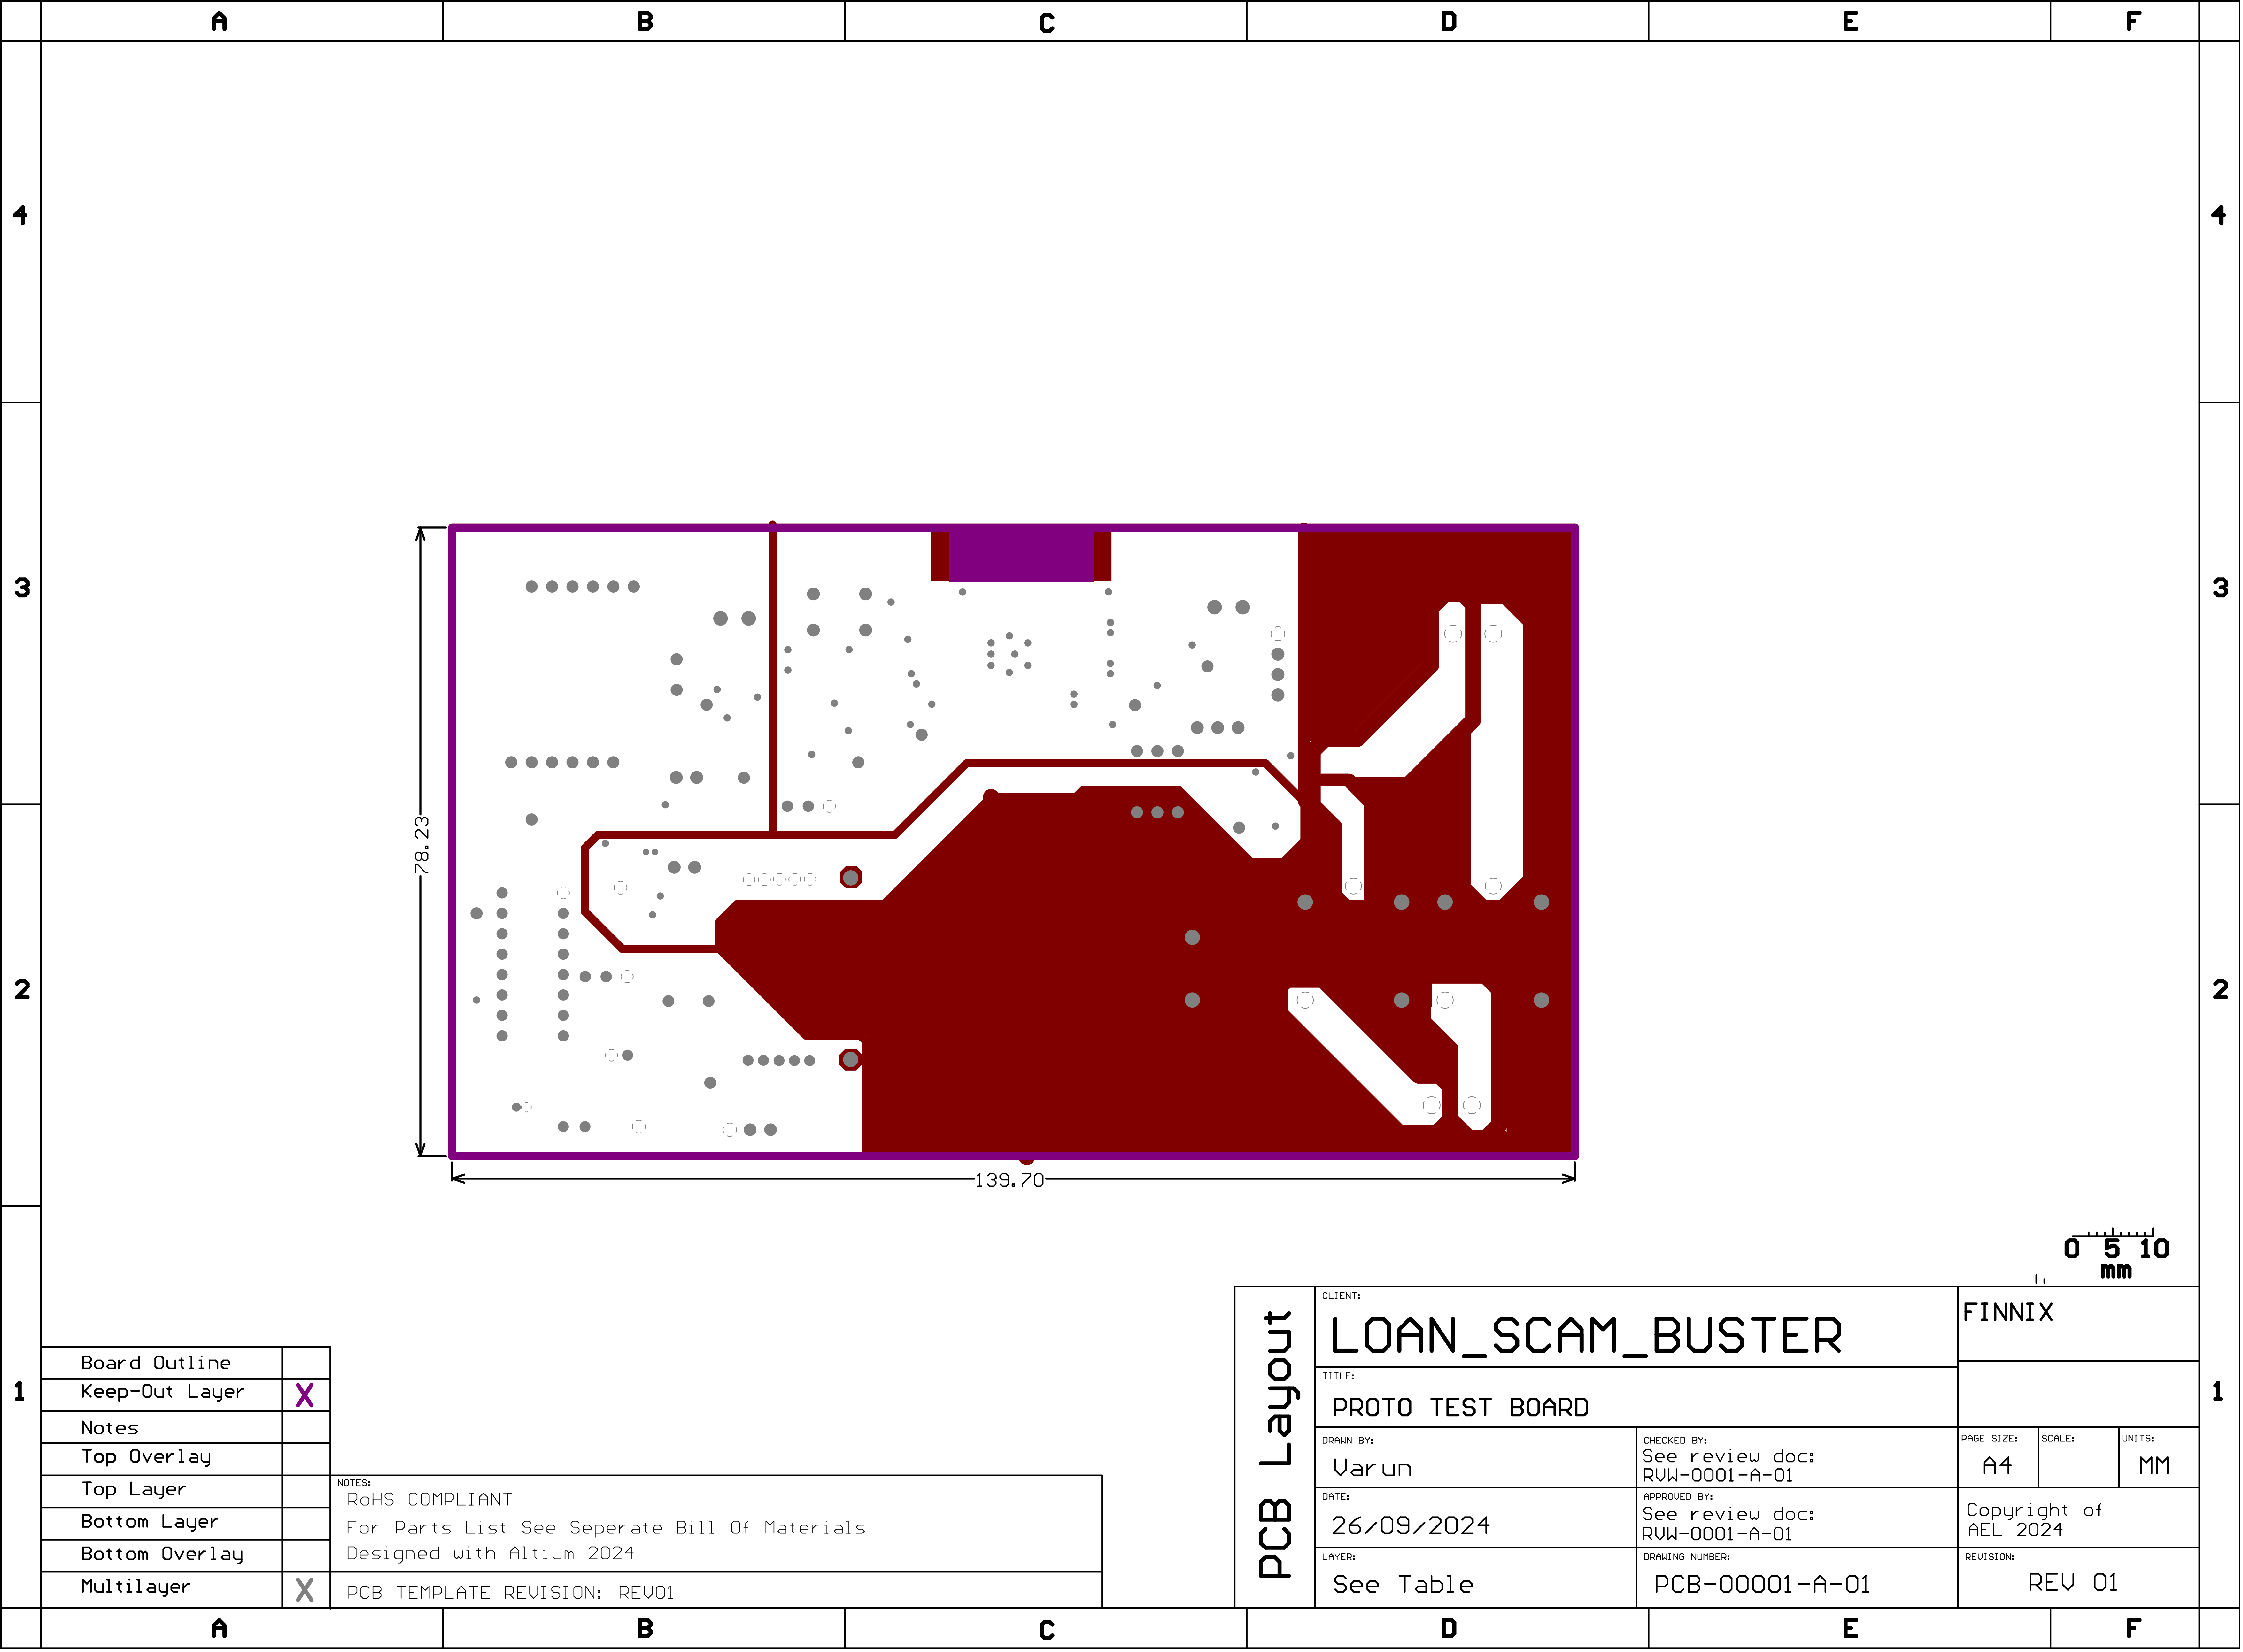 A B C D E F
4 4
3 3
78.23
2 2
139.70
0 5 10
mm
1 1
Board Outline
Keep-Out Layer X
Notes
Top Overlay
Top Layer
Bottom Layer
Bottom Overlay
Multilayer X
NOTES:
RoHS COMPLIANT
For Parts List See Seperate Bill Of Materials
Designed with Altium 2024
PCB TEMPLATE REVISION: REV01
PCB Layout
CLIENT:
LOAN_SCAM_BUSTER
FINNIX
TITLE:
PROTO TEST BOARD
DRAWN BY:
Varun
CHECKED BY:
See review doc:
RVW-0001-A-01
PAGE SIZE:
A4
SCALE:
UNITS:
MM
DATE:
26/09/2024
APPROVED BY:
See review doc:
RVW-0001-A-01
Copyright of
AEL 2024
LAYER:
See Table
DRAWING NUMBER:
PCB-00001-A-01
REVISION:
REV 01
A B C D E F